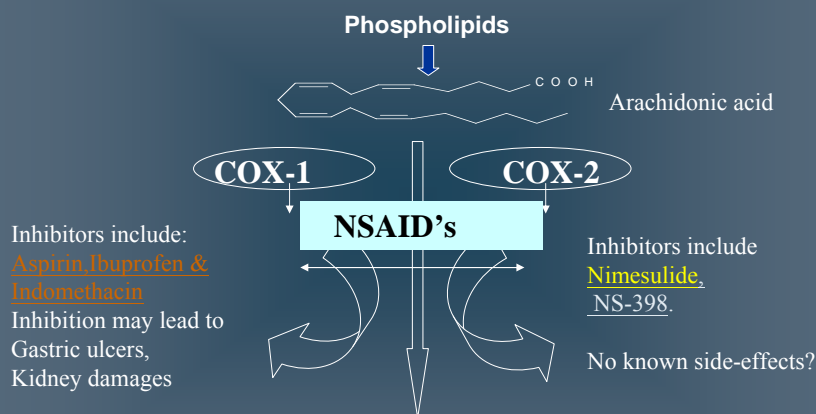 Phospholipids
COOH
Arachidonic acid
COX-1
COX-2
NSAID's
Inhibitors include:
Aspirin,Ibuprofen &
Indomethacin
Inhibition may lead to
Gastric ulcers,
Kidney damages
Inhibitors include
Nimesulide,
NS-398.
No known side-effects?